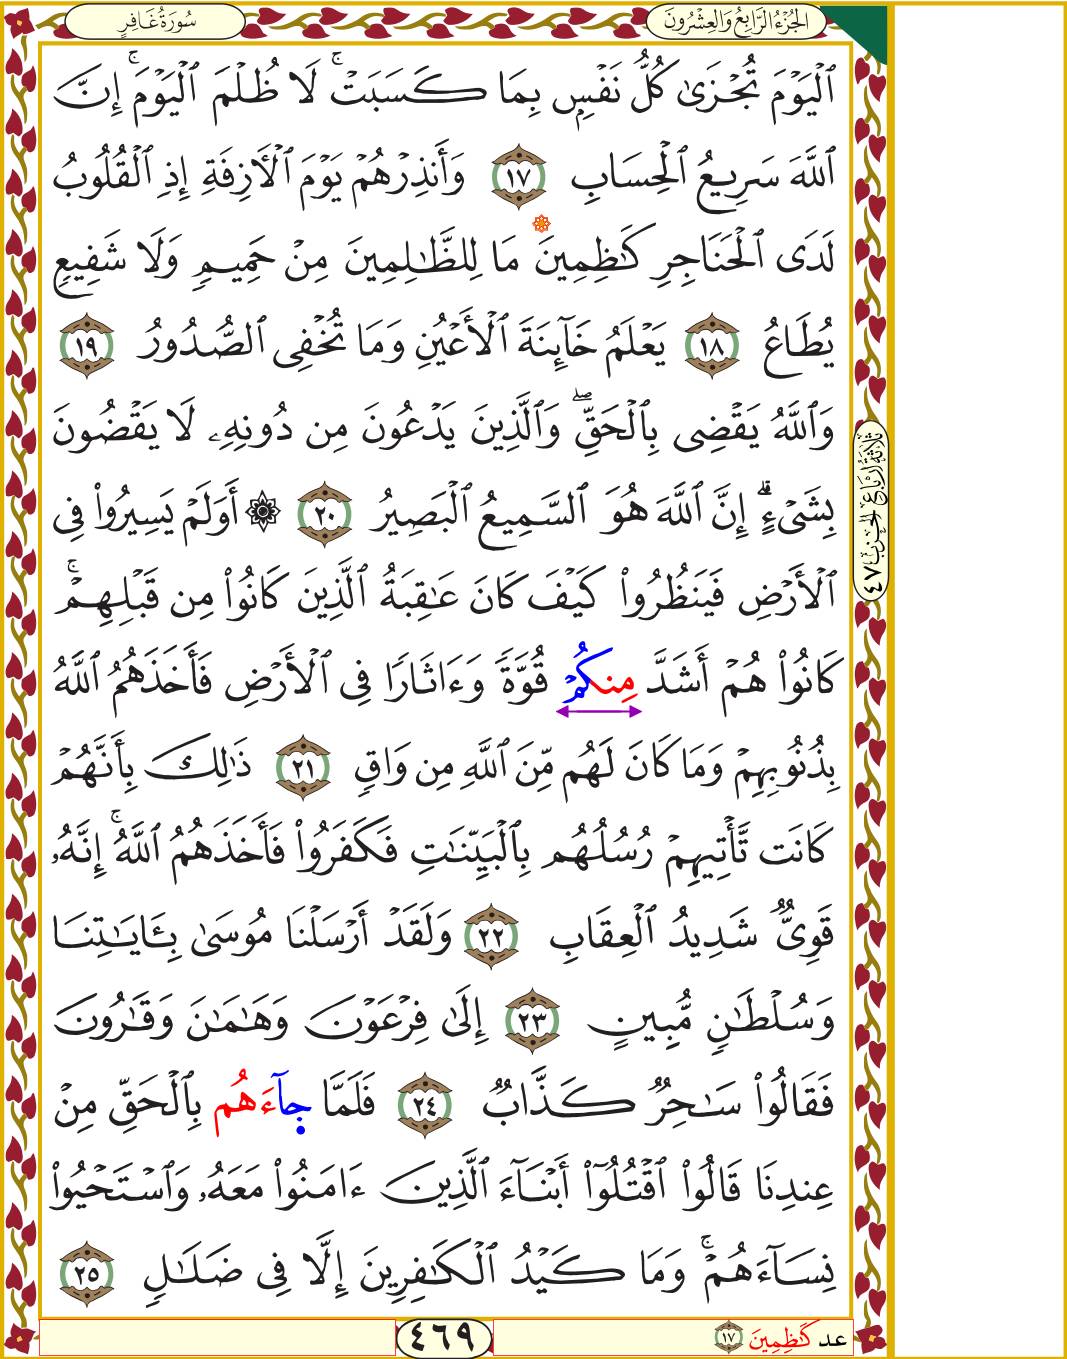 الجُزْءُ الرَّابِعُ وَالعِشْرُونَ
سُورَةُ غَافِرٍ
ٱلۡيَوۡمَ تُجۡزَىٰ كُلُّ نَفۡسِۭ بِمَا كَسَبَتۡۚ لَا ظُلۡمَ ٱلۡيَوۡمَۚ إِنَّ
ٱللَّهَ سَرِيعُ ٱلۡحِسَابِ ١٧ وَأَنذِرۡهُمۡ يَوۡمَ ٱلۡأٓزِفَةِ إِذِ ٱلۡقُلُوبُ
لَدَى ٱلۡحَنَاجِرِ كَٰظِمِينَ مَا لِلظَّٰلِمِينَ مِنۡ حَمِيمٖ وَلَا شَفِيعٖ
يُطَاعُ ١٨ يَعۡلَمُ خَآئِنَةَ ٱلۡأَعۡيُنِ وَمَا تُخۡفِي ٱلصُّدُورُ ١٩
وَٱللَّهُ يَقۡضِي بِٱلۡحَقِّۖ وَٱلَّذِينَ يَدۡعُونَ مِن دُونِهِۦ لَا يَقۡضُونَ
بِشَيۡءٍۗ إِنَّ ٱللَّهَ هُوَ ٱلسَّمِيعُ ٱلۡبَصِيرُ ٢٠ ۞ أَوَلَمۡ يَسِيرُواْ فِي
ٱلۡأَرۡضِ فَيَنظُرُواْ كَيۡفَ كَانَ عَٰقِبَةُ ٱلَّذِينَ كَانُواْ مِن قَبۡلِهِمۡۚ
كَانُواْ هُمۡ أَشَدَّ مِنكُمۡ قُوَّةٗ وَءَاثَارٗا فِي ٱلۡأَرۡضِ فَأَخَذَهُمُ ٱللَّهُ
بِذُنُوبِهِمۡ وَمَا كَانَ لَهُم مِّنَ ٱللَّهِ مِن وَاقٖ ٢١ ذَٰلِكَ بِأَنَّهُمۡ
كَانَت تَّأۡتِيهِمۡ رُسُلُهُم بِٱلۡبَيِّنَٰتِ فَكَفَرُواْ فَأَخَذَهُمُ ٱللَّهُۚ إِنَّهُۥ
قَوِيّٞ شَدِيدُ ٱلۡعِقَابِ ٢٢ وَلَقَدۡ أَرۡسَلۡنَا مُوسَىٰ بِـَٔايَٰتِنَا
وَسُلۡطَٰنٖ مُّبِينٍ ٢٣ إِلَىٰ فِرۡعَوۡنَ وَهَٰمَٰنَ وَقَٰرُونَ
فَقَالُواْ سَٰحِرٞ كَذَّابٞ ٢٤ فَلَمَّا جَآءَهُم بِٱلۡحَقِّ مِنۡ
عِندِنَا قَالُواْ ٱقۡتُلُوٓاْ أَبۡنَآءَ ٱلَّذِينَ ءَامَنُواْ مَعَهُۥ وَٱسۡتَحۡيُواْ
نِسَآءَهُمۡۚ وَمَا كَيۡدُ ٱلۡكَٰفِرِينَ إِلَّا فِي ضَلَٰلٖ ٢٥
ثلاثة أرباع الحزب ٤٧
عد كَٰظِمِينَ ١٧
٤٦٩